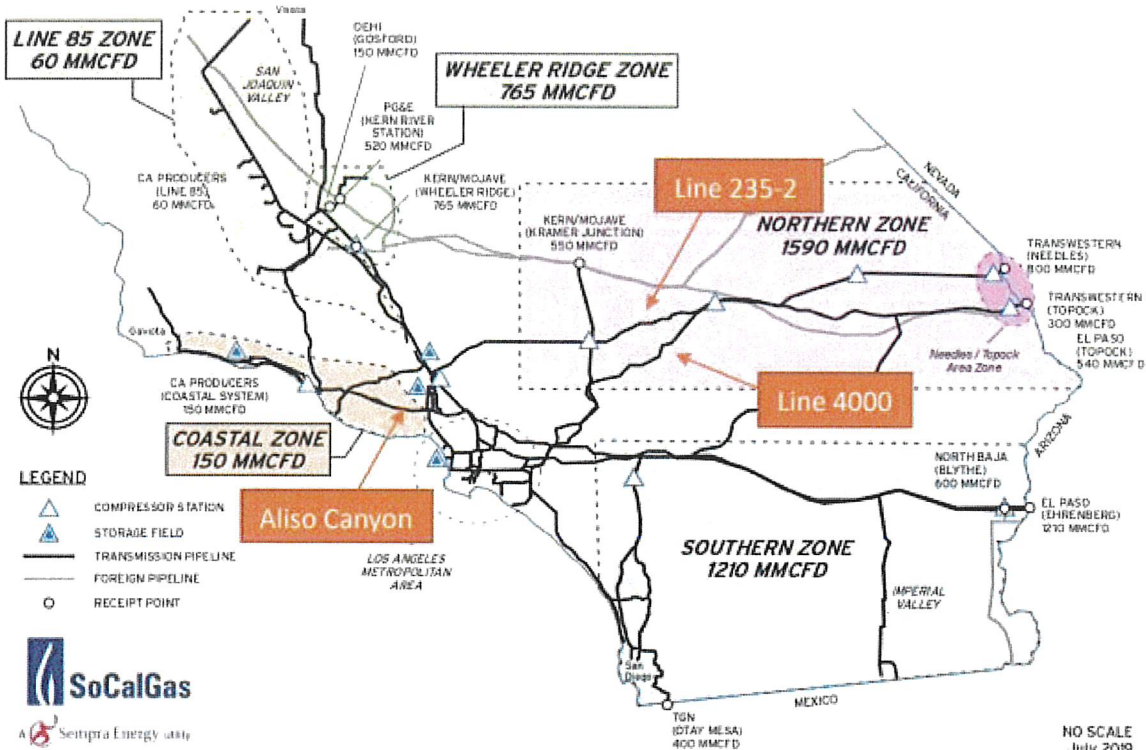 LINE 85 ZONE
60 MMCFD
Visalia
OEHI
(GOSFORD)
150 MMCFD
SAN
JOAQUIN
VALLEY
WHEELER RIDGE ZONE
765 MMCFD
PG&E
(KERN RIVER
STATION)
520 MMCFD
CA PRODUCERS
(LINE 85)
60 MMCFD
KERN/MOJAVE
(WHEELER RIDGE)
765 MMCFD
Line 235-2
NEVADA
CALIFORNIA
KERN/MOJAVE
(KRAMER JUNCTION)
550 MMCFD
NORTHERN ZONE
1590 MMCFD
TRANSWESTERN
(NEEDLES)
800 MMCFD
TRANSWESTERN
(TOPOCK)
300 MMCFD
EL PASO
(TOPOCK)
540 MMCFD
Needles / Topock
Area Zone
Gaviota
N
CA PRODUCERS
(COASTAL SYSTEM)
150 MMCFD
Line 4000
COASTAL ZONE
150 MMCFD
ARIZONA
NORTH BAJA
(BLYTHE)
600 MMCFD
EL PASO
(EHRENBERG)
1210 MMCFD
Aliso Canyon
LOS ANGELES
METROPOLITAN
AREA
SOUTHERN ZONE
1210 MMCFD
IMPERIAL
VALLEY
LEGEND
COMPRESSOR STATION
STORAGE FIELD
TRANSMISSION PIPELINE
FOREIGN PIPELINE
RECEIPT POINT
San
Diego
MEXICO
TGN
(OTAY MESA)
400 MMCFD
SoCalGas
A Sempra Energy utility
NO SCALE
July 2019